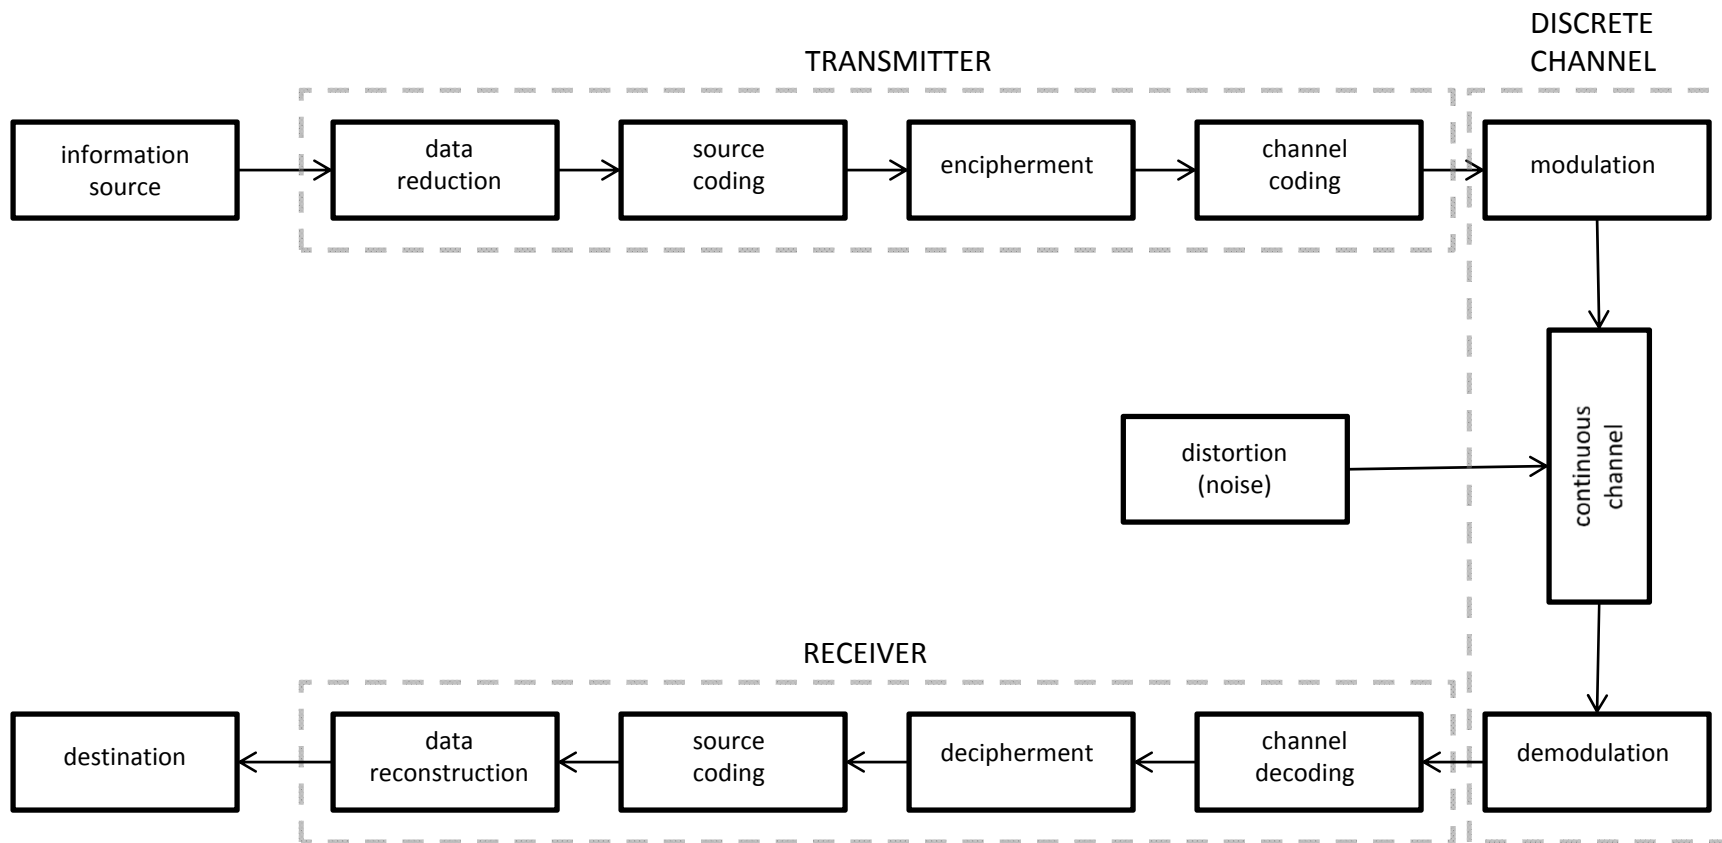 DISCRETE
CHANNEL
TRANSMITTER
information
source
data
reduction
source
coding
encipherment
channel
coding
modulation
distortion
(noise)
continuous
channel
RECEIVER
destination
data
reconstruction
source
coding
decipherment
channel
decoding
demodulation